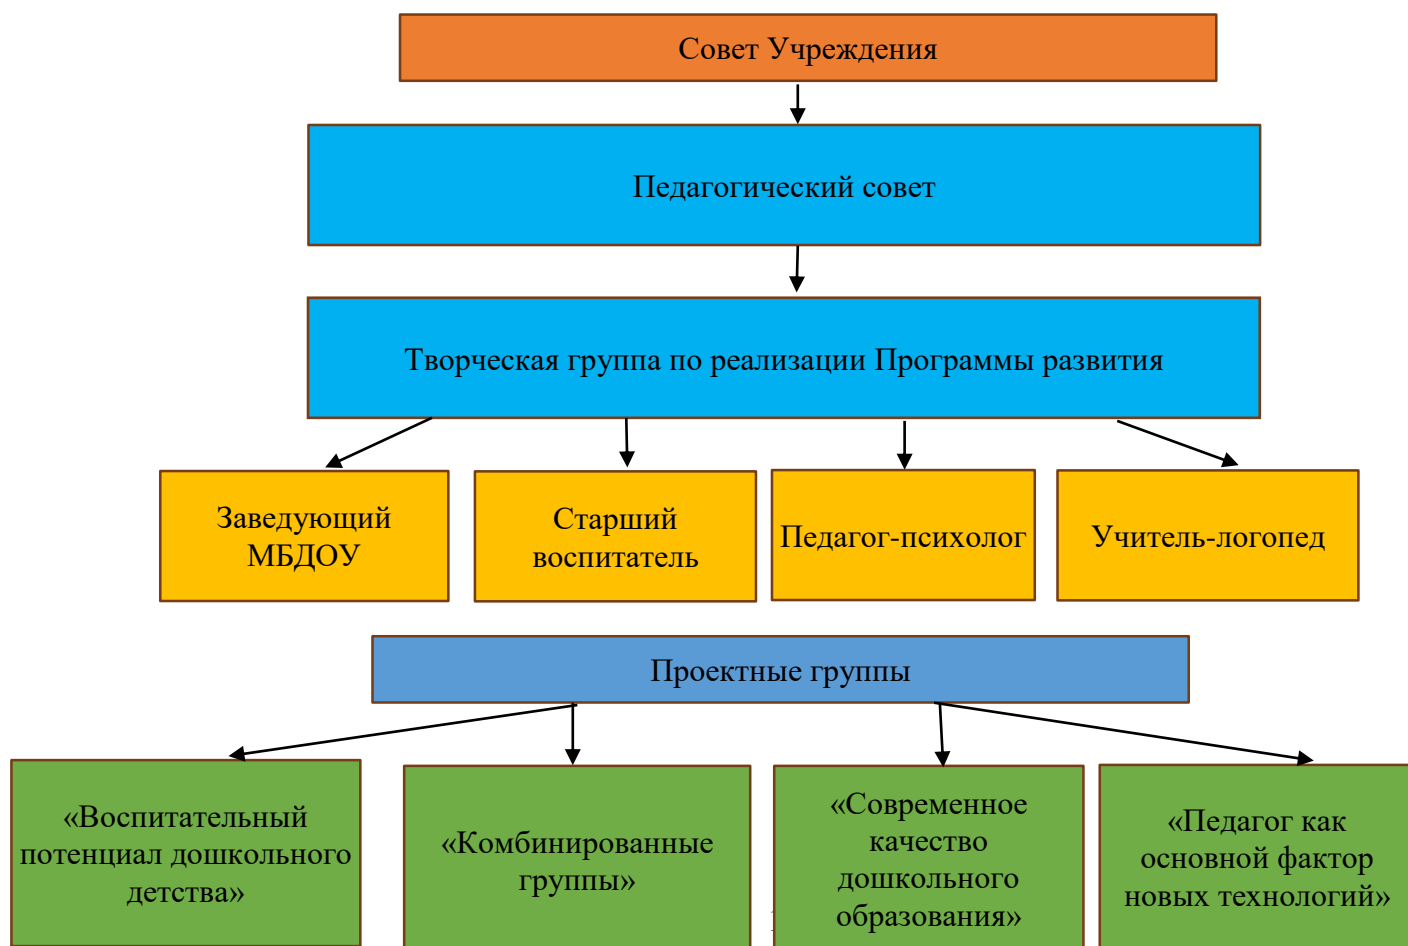 Совет Учреждения
Педагогический совет
Творческая группа по реализации Программы развития
Заведующий
МБДОУ
Старший
воспитатель
Педагог-психолог
Учитель-логопед
Проектные группы
«Воспитательный
потенциал дошкольного
детства»
«Комбинированные
группы»
«Современное
качество
дошкольного
образования»
«Педагог как
основной фактор
новых технологий»